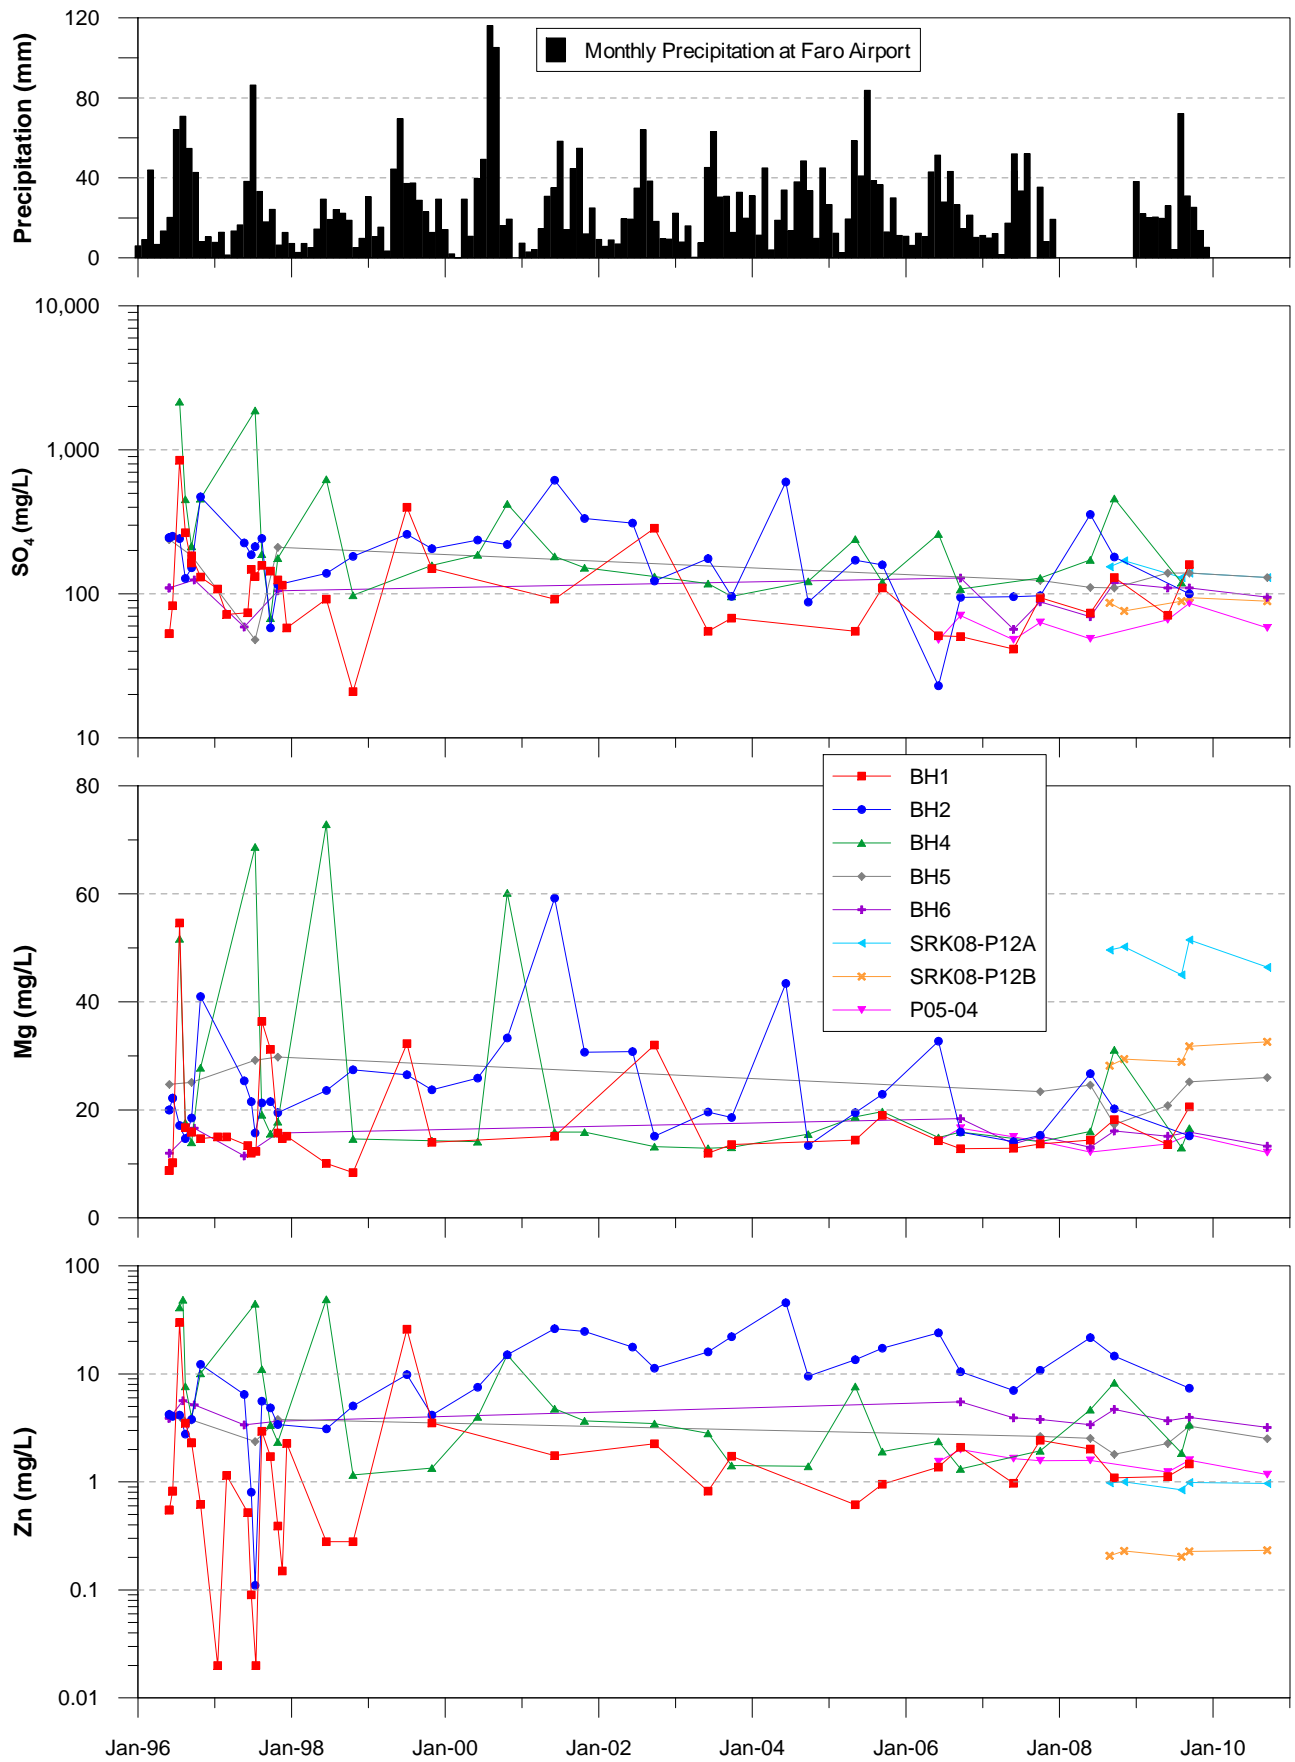 Precipitation (mm)
120
80
40
0
Monthly Precipitation at Faro Airport
SO4 (mg/L)
10,000
1,000
100
10
Mg (mg/L)
80
60
40
20
0
BH1
BH2
BH4
BH5
BH6
SRK08-P12A
SRK08-P12B
P05-04
Zn (mg/L)
100
10
1
0.1
0.01
Jan-96 Jan-98 Jan-00 Jan-02 Jan-04 Jan-06 Jan-08 Jan-10